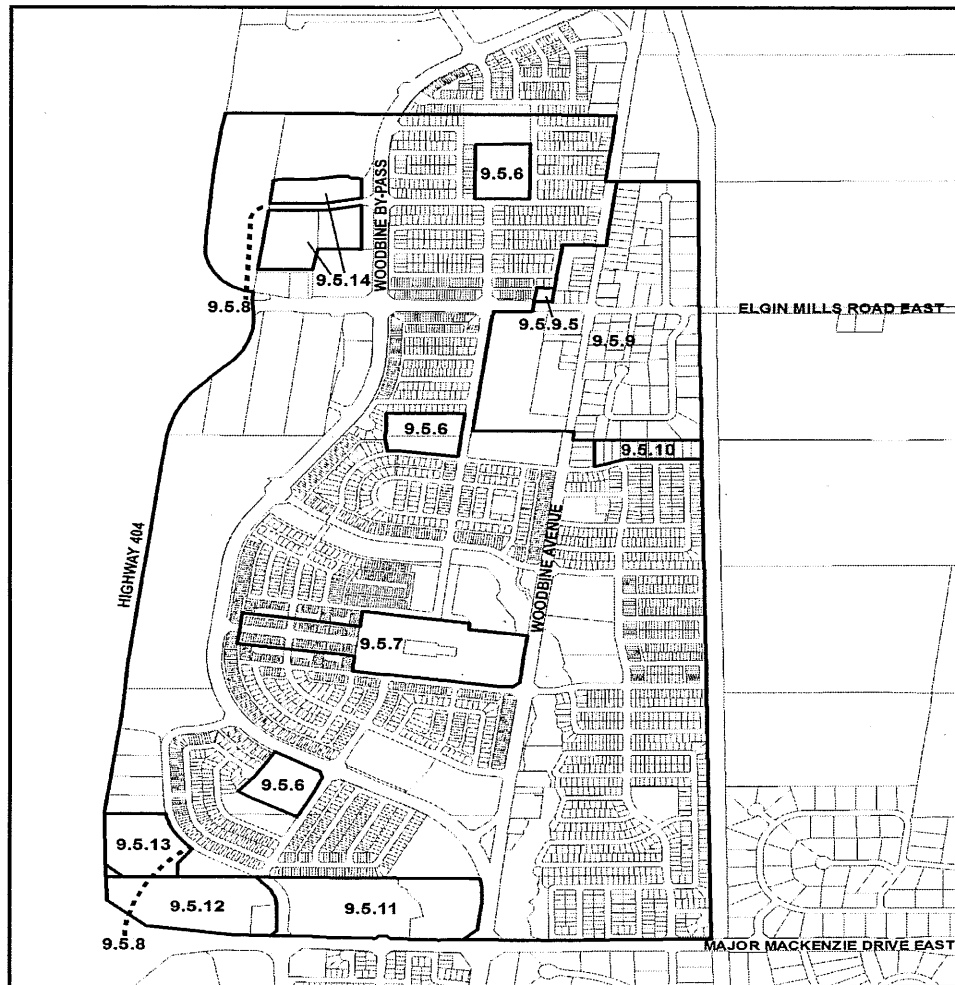 9.5.6
WOODBINE BY-PASS
9.5.14
9.5.8
ELGIN MILLS ROAD EAST
9.5.9.5
9.5.9
9.5.6
9.5.10
WOODBINE AVENUE
HIGHWAY 404
9.5.7
9.5.6
9.5.13
9.5.12
9.5.11
9.5.8
MAJOR MACKENZIE DRIVE EAST